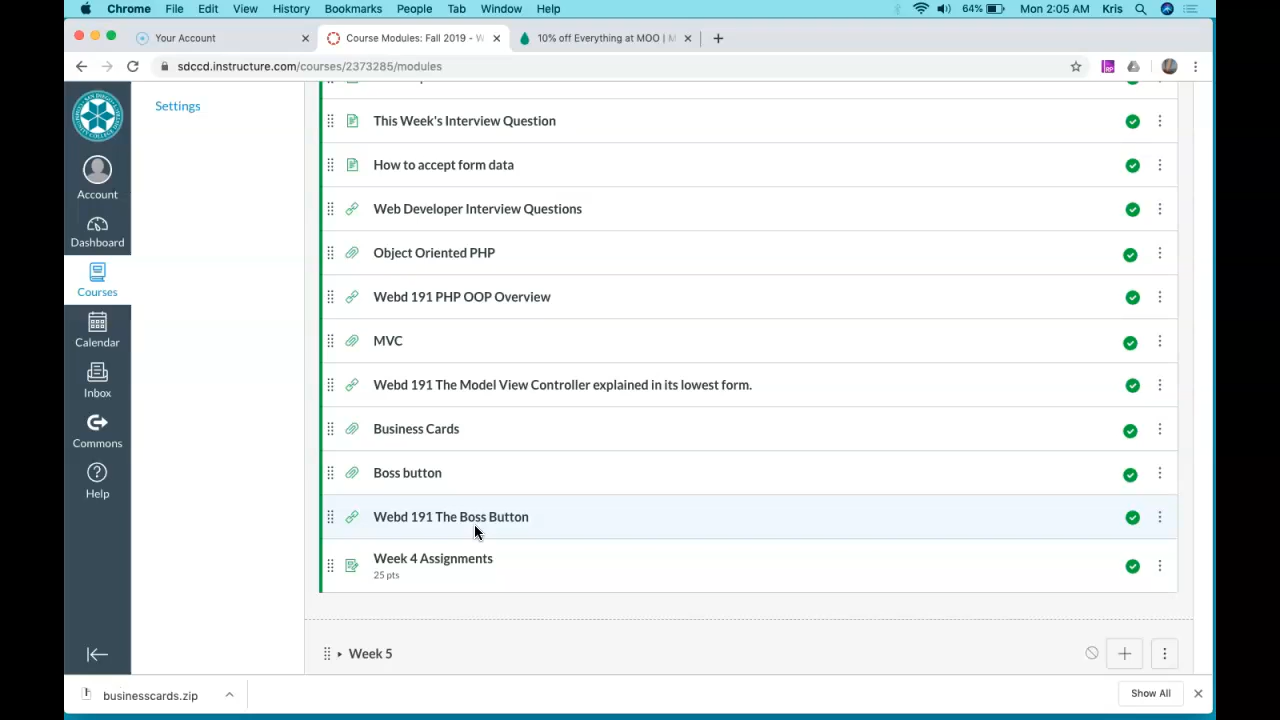 Chrome File Edit View History Bookmarks People Tab Window Help 64% Mon 2:05 AM Kris
Your Account Course Modules: Fall 2019 - W 10% off Everything at MOO | M
sdccd.instructure.com/courses/2373285/modules
Settings
This Week's Interview Question
How to accept form data
Account
Web Developer Interview Questions
Dashboard
Object Oriented PHP
Courses
Webd 191 PHP OOP Overview
Calendar
MVC
Inbox
Webd 191 The Model View Controller explained in its lowest form.
Commons
Business Cards
Boss button
Help
Webd 191 The Boss Button
Week 4 Assignments
25 pts
Week 5
businesscards.zip
Show All